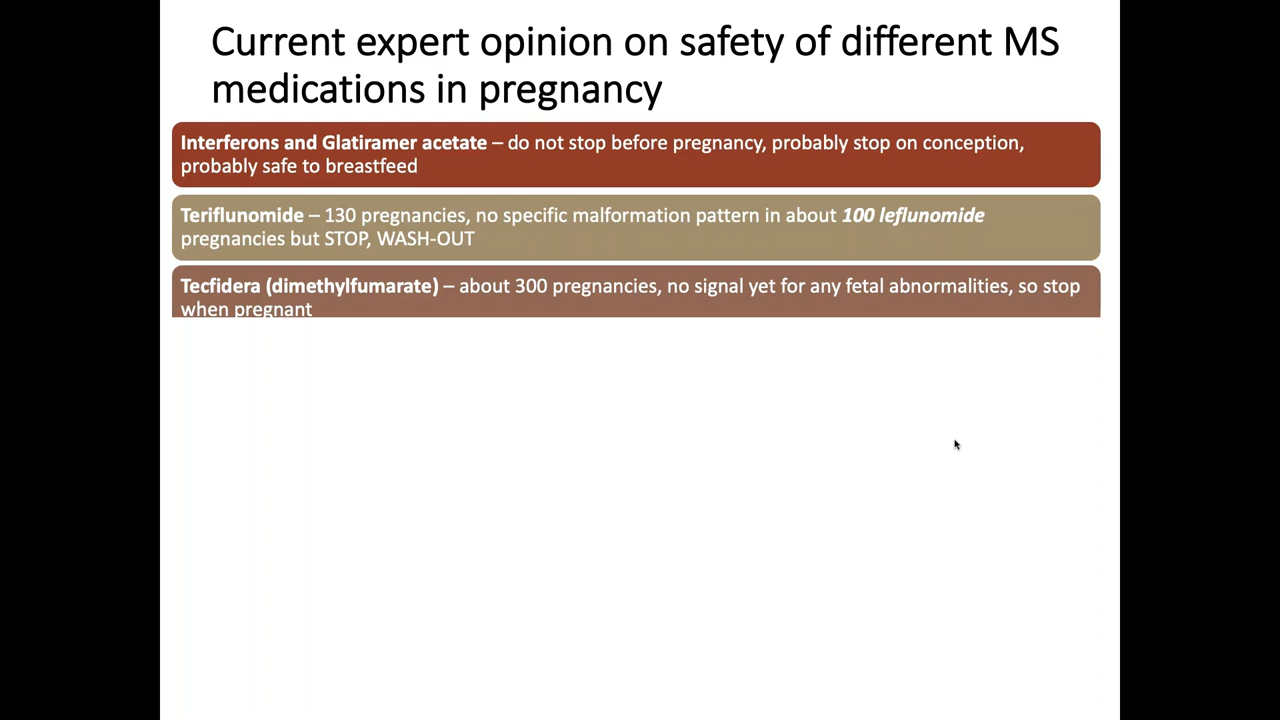 Current expert opinion on safety of different MS
medications in pregnancy
Interferons and Glatiramer acetate – do not stop before pregnancy, probably stop on conception,
probably safe to breastfeed
Teriflunomide – 130 pregnancies, no specific malformation pattern in about 100 leflunomide
pregnancies but STOP, WASH-OUT
Tecfidera (dimethylfumarate) – about 300 pregnancies, no signal yet for any fetal abnormalities, so stop
when pregnant